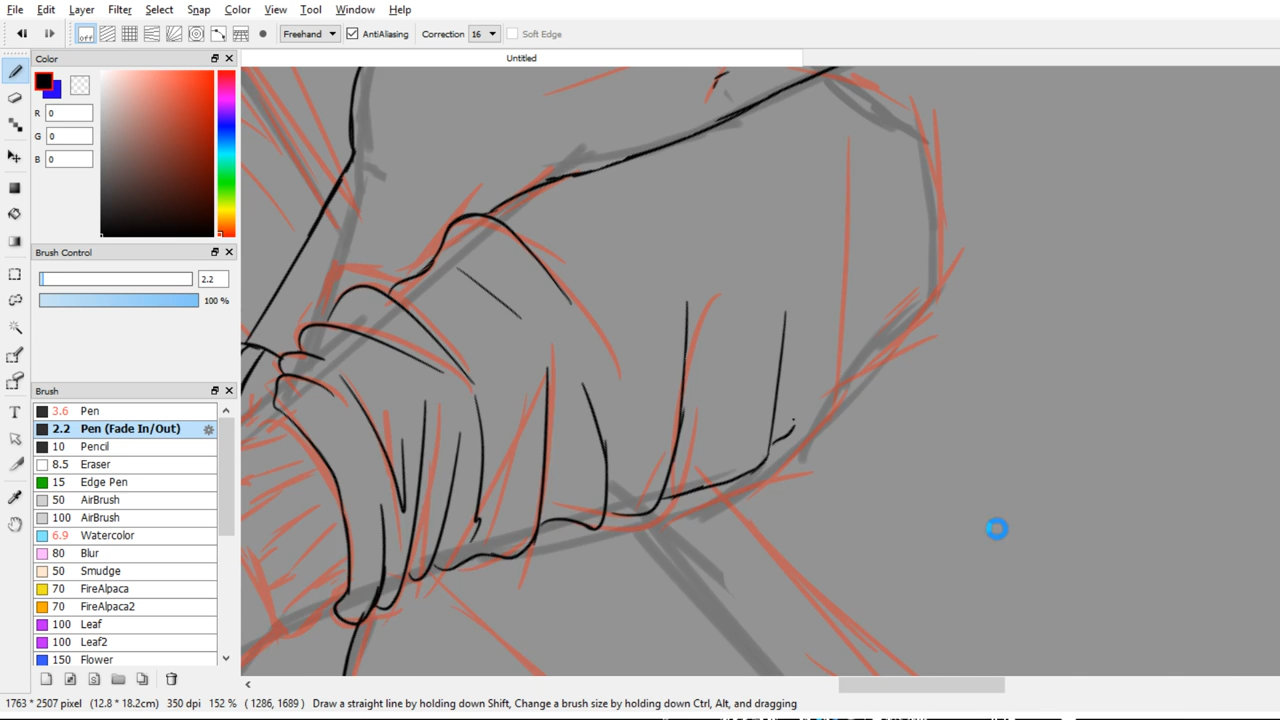 File Edit Layer Filter Select Snap Color View Tool Window Help
off Freehand AntiAliasing Correction 16 Soft Edge
Color
Untitled
R 0
G 0
B 0
Brush Control
2.2
100 %
Brush
3.6 Pen
2.2 Pen (Fade In/Out)
10 Pencil
8.5 Eraser
15 Edge Pen
50 AirBrush
100 AirBrush
6.9 Watercolor
80 Blur
50 Smudge
70 FireAlpaca
70 FireAlpaca2
100 Leaf
100 Leaf2
150 Flower
1763 * 2507 pixel (12.8 * 18.2cm) 350 dpi 152 % ( 1286, 1689 ) Draw a straight line by holding down Shift, Change a brush size by holding down Ctrl, Alt, and dragging